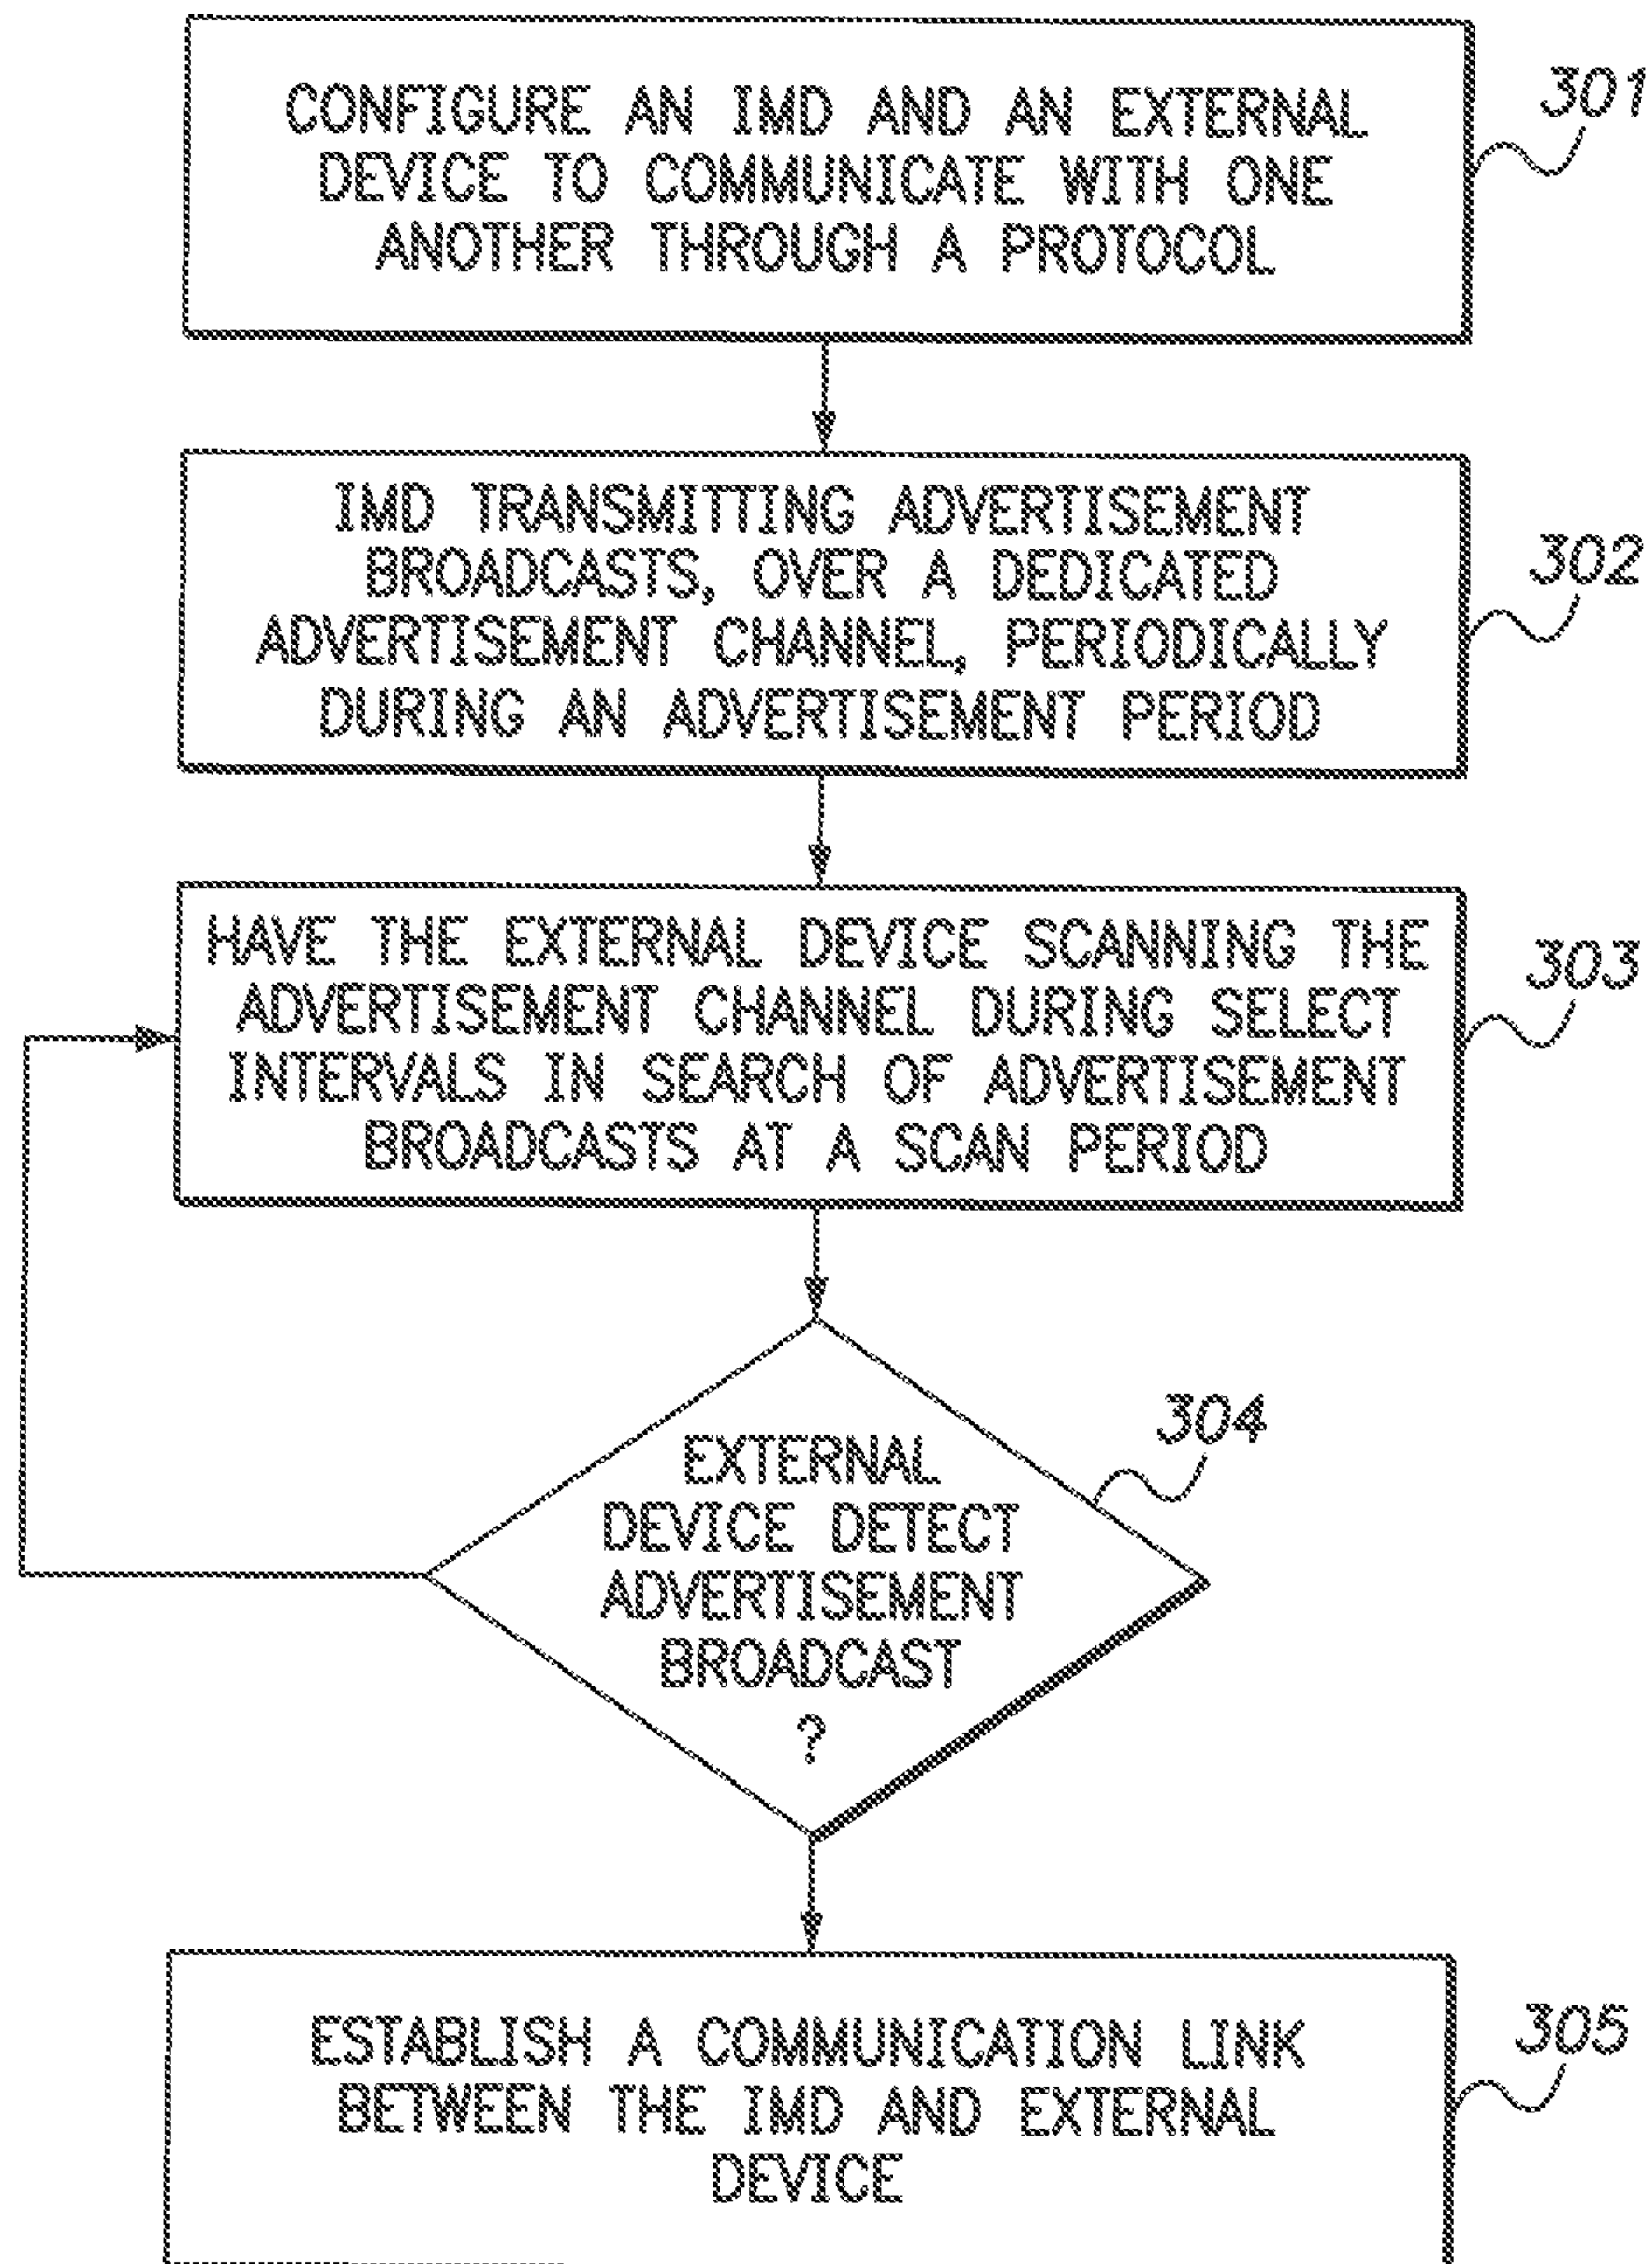 CONFIGURE AN IMD AND AN EXTERNAL
DEVICE TO COMMUNICATE WITH ONE
ANOTHER THROUGH A PROTOCOL
301
IMD TRANSMITTING ADVERTISEMENT
BROADCASTS, OVER A DEDICATED
ADVERTISEMENT CHANNEL, PERIODICALLY
DURING AN ADVERTISEMENT PERIOD
302
HAVE THE EXTERNAL DEVICE SCANNING THE
ADVERTISEMENT CHANNEL DURING SELECT
INTERVALS IN SEARCH OF ADVERTISEMENT
BROADCASTS AT A SCAN PERIOD
303
EXTERNAL
DEVICE DETECT
ADVERTISEMENT
BROADCAST
?
304
ESTABLISH A COMMUNICATION LINK
BETWEEN THE IMD AND EXTERNAL
DEVICE
305